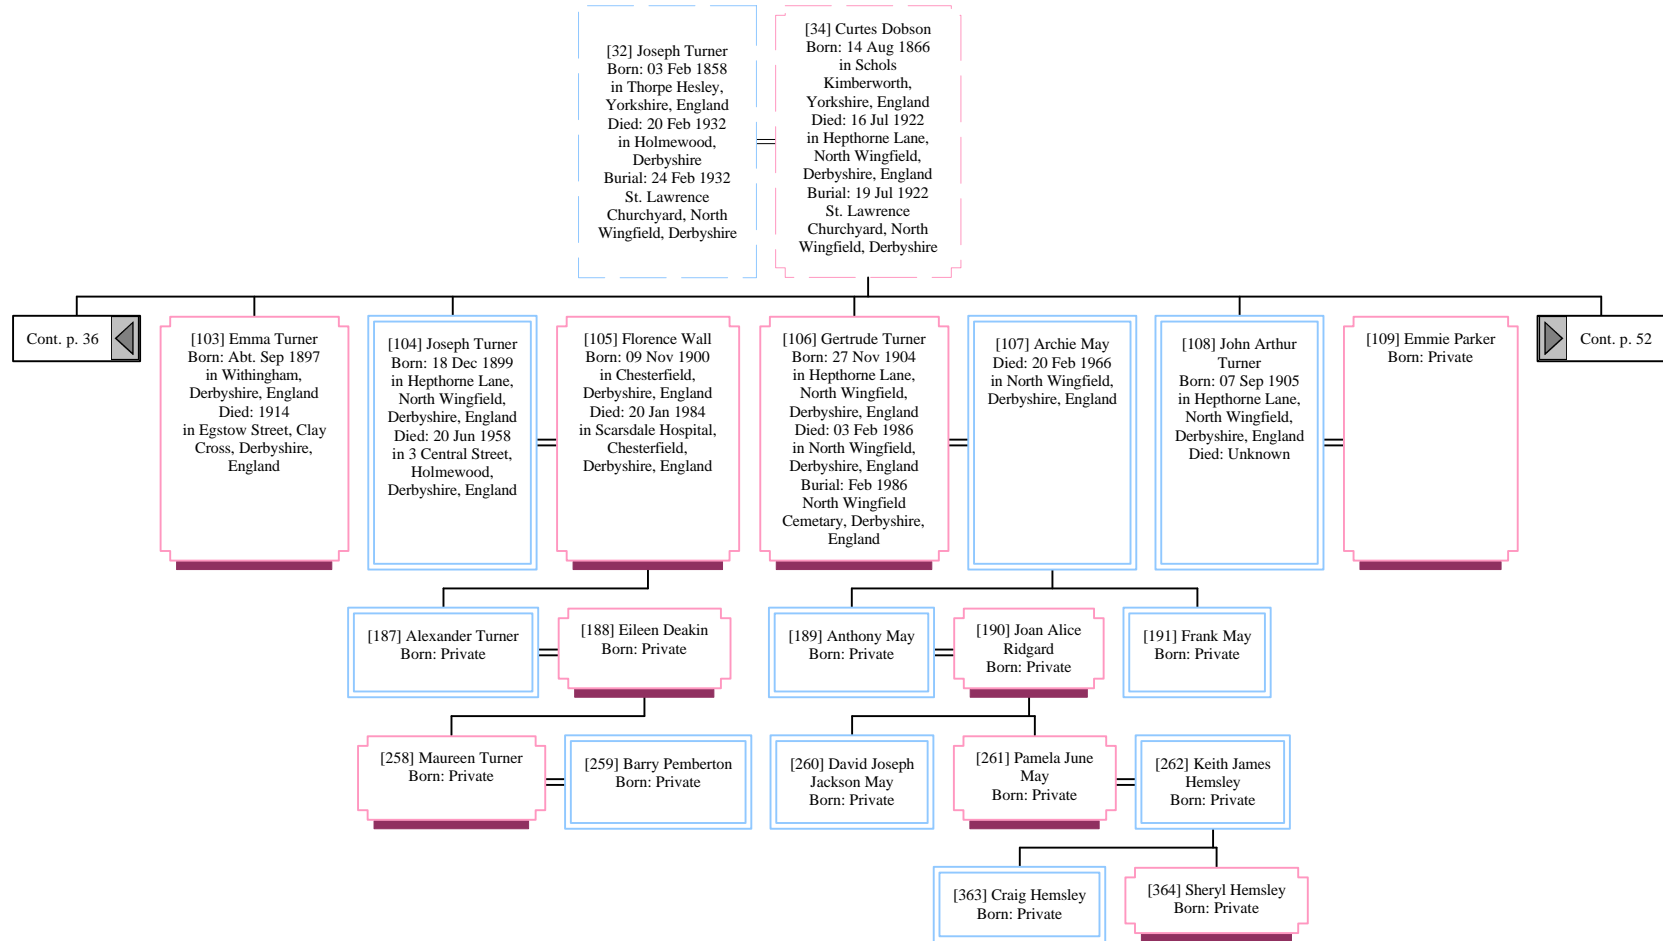 [32] Joseph Turner
Born: 03 Feb 1858
in Thorpe Hesley,
Yorkshire, England
Died: 20 Feb 1932
in Holmewood,
Derbyshire
Burial: 24 Feb 1932
St. Lawrence
Churchyard, North
Wingfield, Derbyshire
[34] Curtes Dobson
Born: 14 Aug 1866
in Schols
Kimberworth,
Yorkshire, England
Died: 16 Jul 1922
in Hepthorne Lane,
North Wingfield,
Derbyshire, England
Burial: 19 Jul 1922
St. Lawrence
Churchyard, North
Wingfield, Derbyshire
Cont. p. 36
[103] Emma Turner
Born: Abt. Sep 1897
in Withingham,
Derbyshire, England
Died: 1914
in Egstow Street, Clay
Cross, Derbyshire,
England
[104] Joseph Turner
Born: 18 Dec 1899
in Hepthorne Lane,
North Wingfield,
Derbyshire, England
Died: 20 Jun 1958
in 3 Central Street,
Holmewood,
Derbyshire, England
[105] Florence Wall
Born: 09 Nov 1900
in Chesterfield,
Derbyshire, England
Died: 20 Jan 1984
in Scarsdale Hospital,
Chesterfield,
Derbyshire, England
[106] Gertrude Turner
Born: 27 Nov 1904
in Hepthorne Lane,
North Wingfield,
Derbyshire, England
Died: 03 Feb 1986
in North Wingfield,
Derbyshire, England
Burial: Feb 1986
North Wingfield
Cemetary, Derbyshire,
England
[107] Archie May
Died: 20 Feb 1966
in North Wingfield,
Derbyshire, England
[108] John Arthur
Turner
Born: 07 Sep 1905
in Hepthorne Lane,
North Wingfield,
Derbyshire, England
Died: Unknown
[109] Emmie Parker
Born: Private
Cont. p. 52
[187] Alexander Turner
Born: Private
[188] Eileen Deakin
Born: Private
[189] Anthony May
Born: Private
[190] Joan Alice
Ridgard
Born: Private
[191] Frank May
Born: Private
[258] Maureen Turner
Born: Private
[259] Barry Pemberton
Born: Private
[260] David Joseph
Jackson May
Born: Private
[261] Pamela June
May
Born: Private
[262] Keith James
Hemsley
Born: Private
[363] Craig Hemsley
Born: Private
[364] Sheryl Hemsley
Born: Private